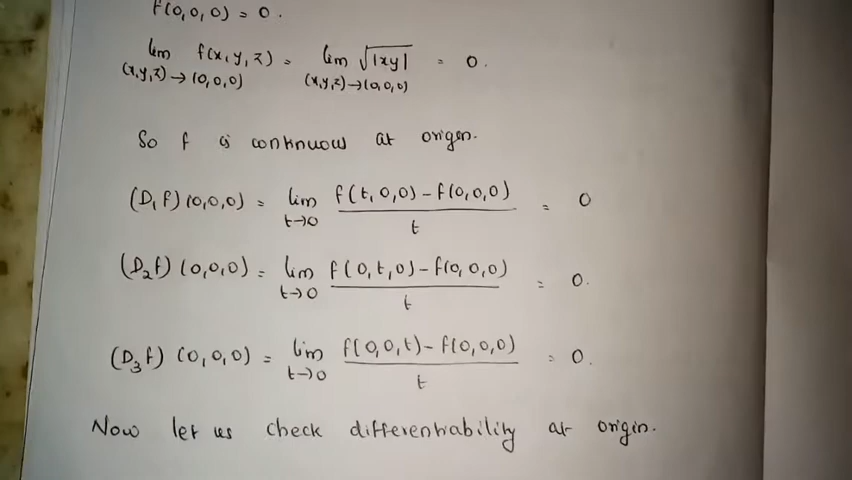 f(0,0,0) = 0.
lim f(x,y,z) = lim √|xy| = 0.
(x,y,z)→(0,0,0) (x,y,z)→(0,0,0)
So f is continuous at origen.
(D₁f)(0,0,0) = lim f(t,0,0) - f(0,0,0) = 0
t→0 t
(D₂f)(0,0,0) = lim f(0,t,0) - f(0,0,0) = 0.
t→0 t
(D₃f)(0,0,0) = lim f(0,0,t) - f(0,0,0) = 0.
t→0 t
Now let us check differentiability at origin.